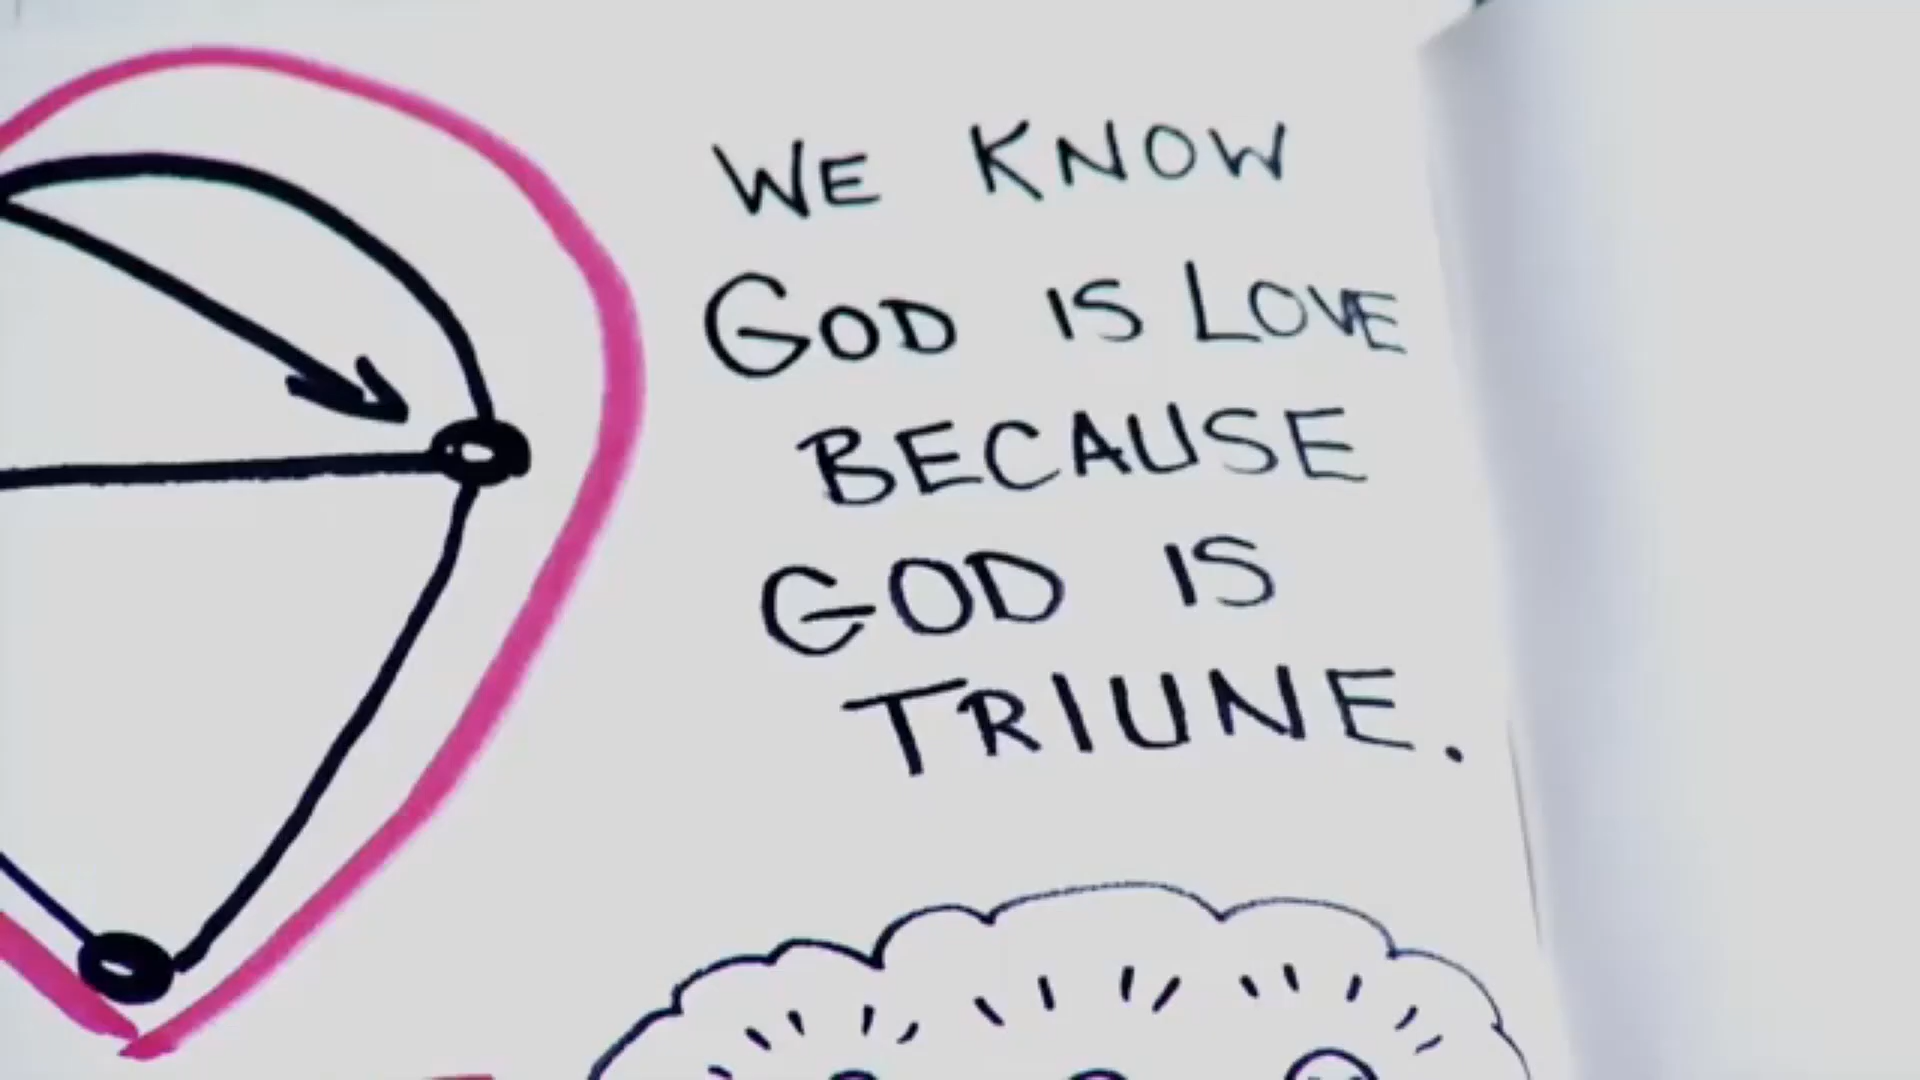 WE KNOW
GOD IS LOVE
BECAUSE
GOD IS
TRIUNE.